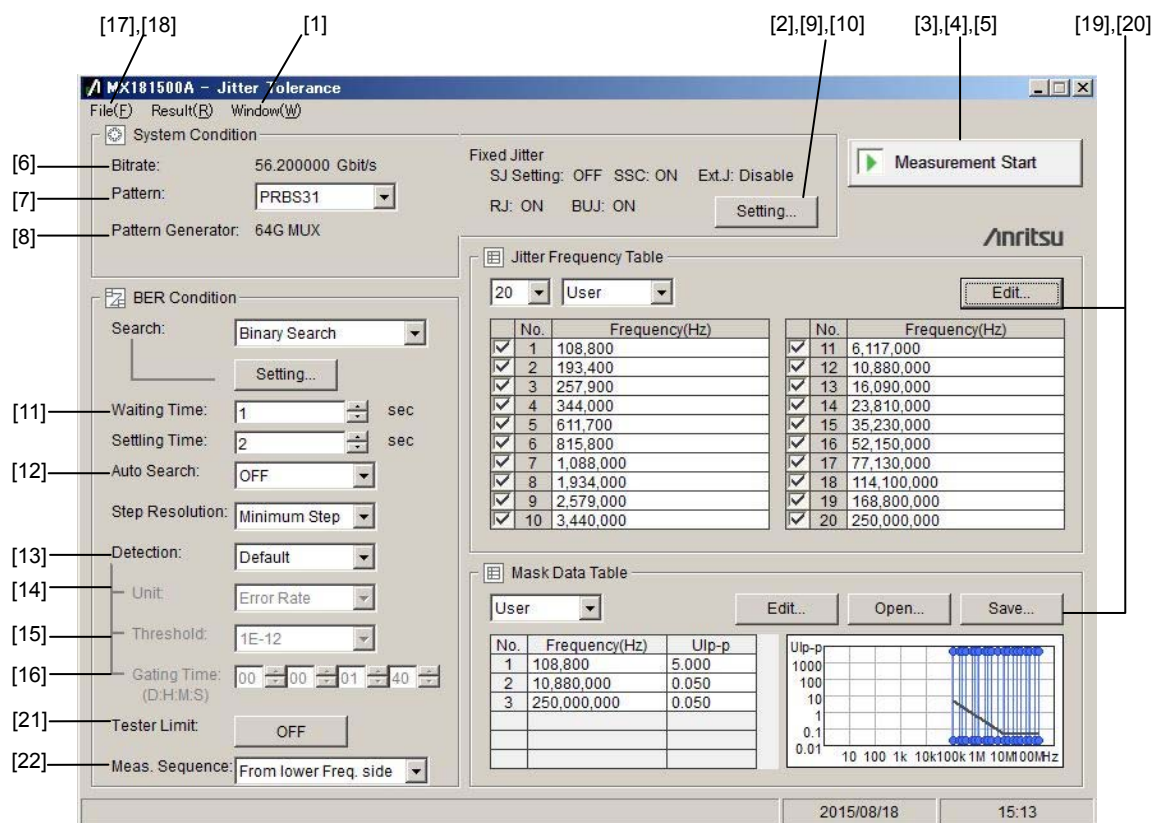 [17],[18] [1] [2],[9],[10] [3],[4],[5] [19],[20]
MX181500A - Jitter Tolerance
File(F) Result(R) Window(W)
System Condition
[6] Bitrate: 56.200000 Gbit/s
[7] Pattern: PRBS31
[8] Pattern Generator: 64G MUX
Fixed Jitter
SJ Setting: OFF SSC: ON Ext.J: Disable
RJ: ON BUJ: ON Setting...
Measurement Start
Anritsu
BER Condition
Search: Binary Search
Setting...
[11] Waiting Time: 1 sec
Settling Time: 2 sec
[12] Auto Search: OFF
Step Resolution: Minimum Step
[13] Detection: Default
[14] Unit: Error Rate
[15] Threshold: 1E-12
[16] Gating Time: 00 00 01 40
(D:H:M:S)
[21] Tester Limit: OFF
[22] Meas. Sequence: From lower Freq. side
Jitter Frequency Table
20 User Edit...
No. Frequency(Hz) No. Frequency(Hz)
1 108,800 11 6,117,000
2 193,400 12 10,880,000
3 257,900 13 16,090,000
4 344,000 14 23,810,000
5 611,700 15 35,230,000
6 815,800 16 52,150,000
7 1,088,000 17 77,130,000
8 1,934,000 18 114,100,000
9 2,579,000 19 168,800,000
10 3,440,000 20 250,000,000
Mask Data Table
User Edit... Open... Save...
No. Frequency(Hz) UIp-p
1 108,800 5.000
2 10,880,000 0.050
3 250,000,000 0.050
UIp-p
1000
100
10
1
0.1
0.01
10 100 1k 10k100k 1M 10M100MHz
2015/08/18 15:13